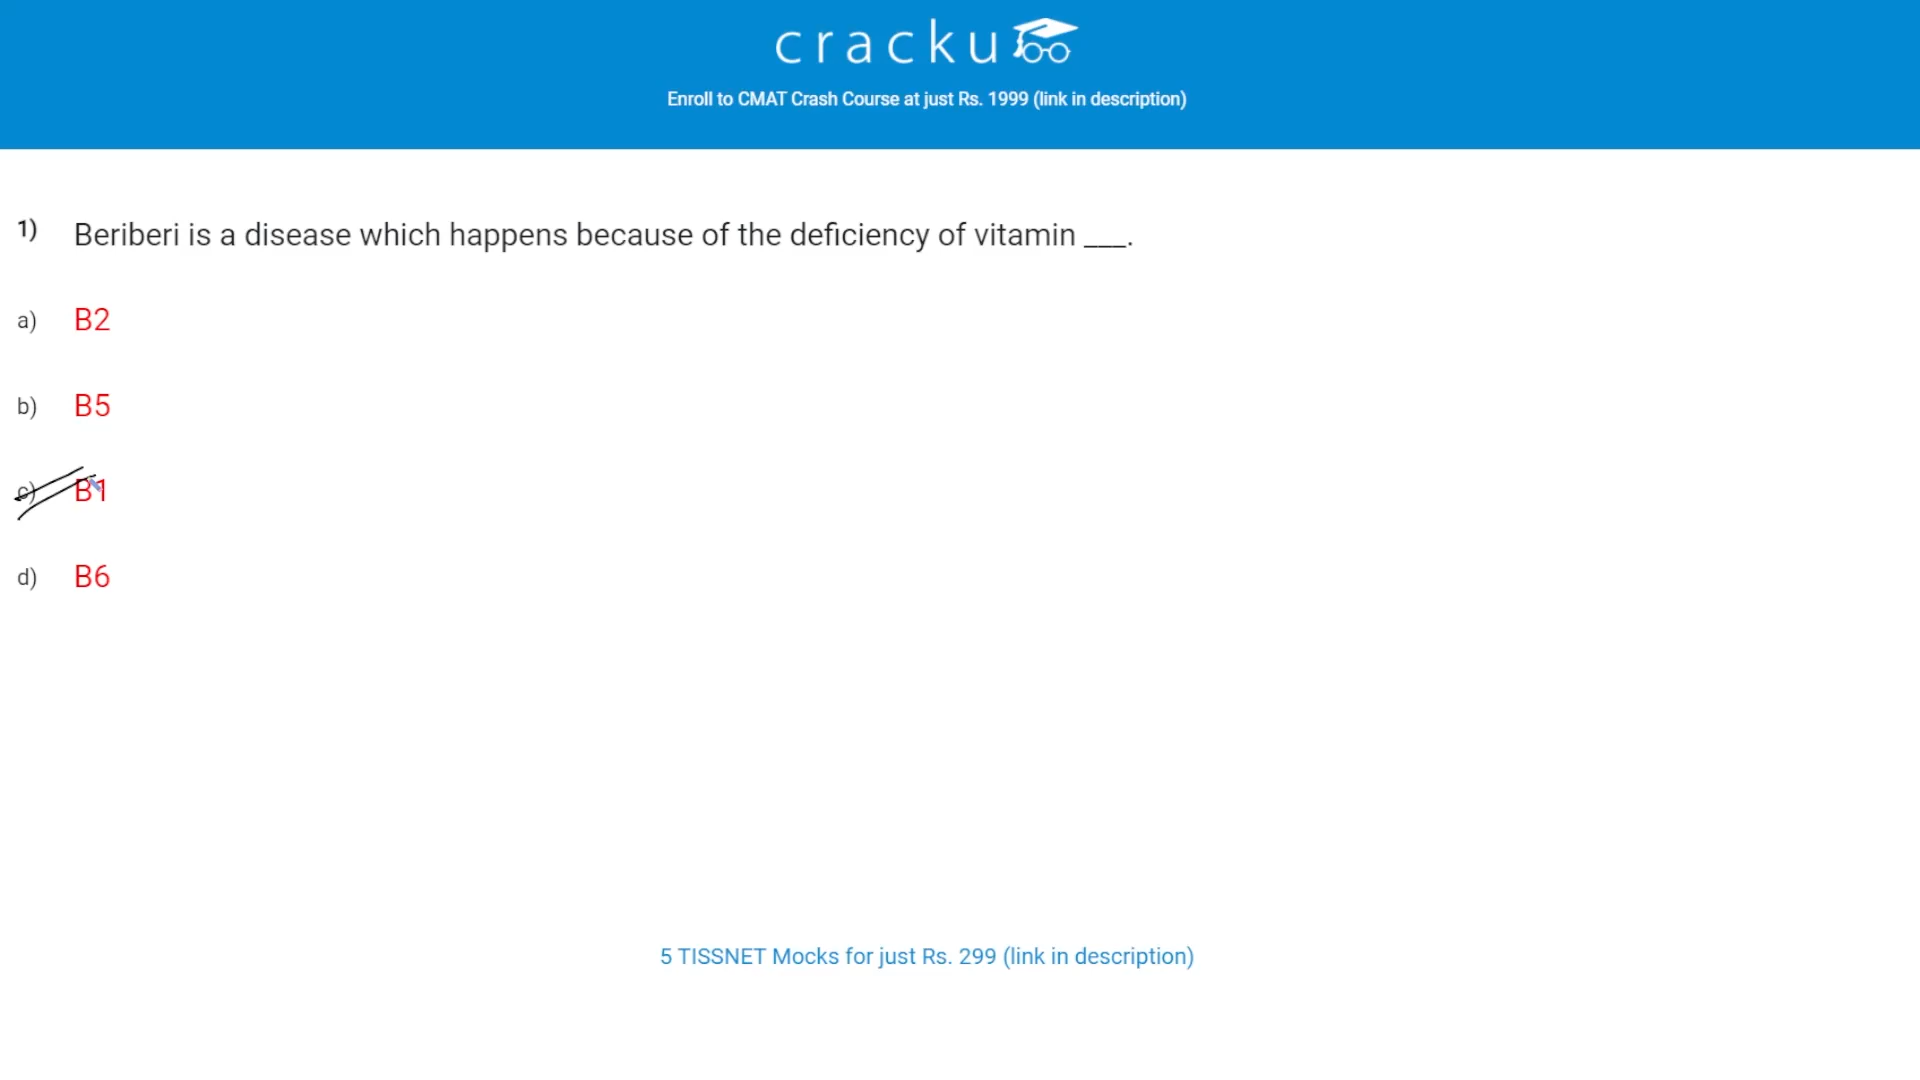 cracku
Enroll to CMAT Crash Course at just Rs. 1999 (link in description)
1) Beriberi is a disease which happens because of the deficiency of vitamin ___.
a) B2
b) B5
c) B1
d) B6
5 TISSNET Mocks for just Rs. 299 (link in description)